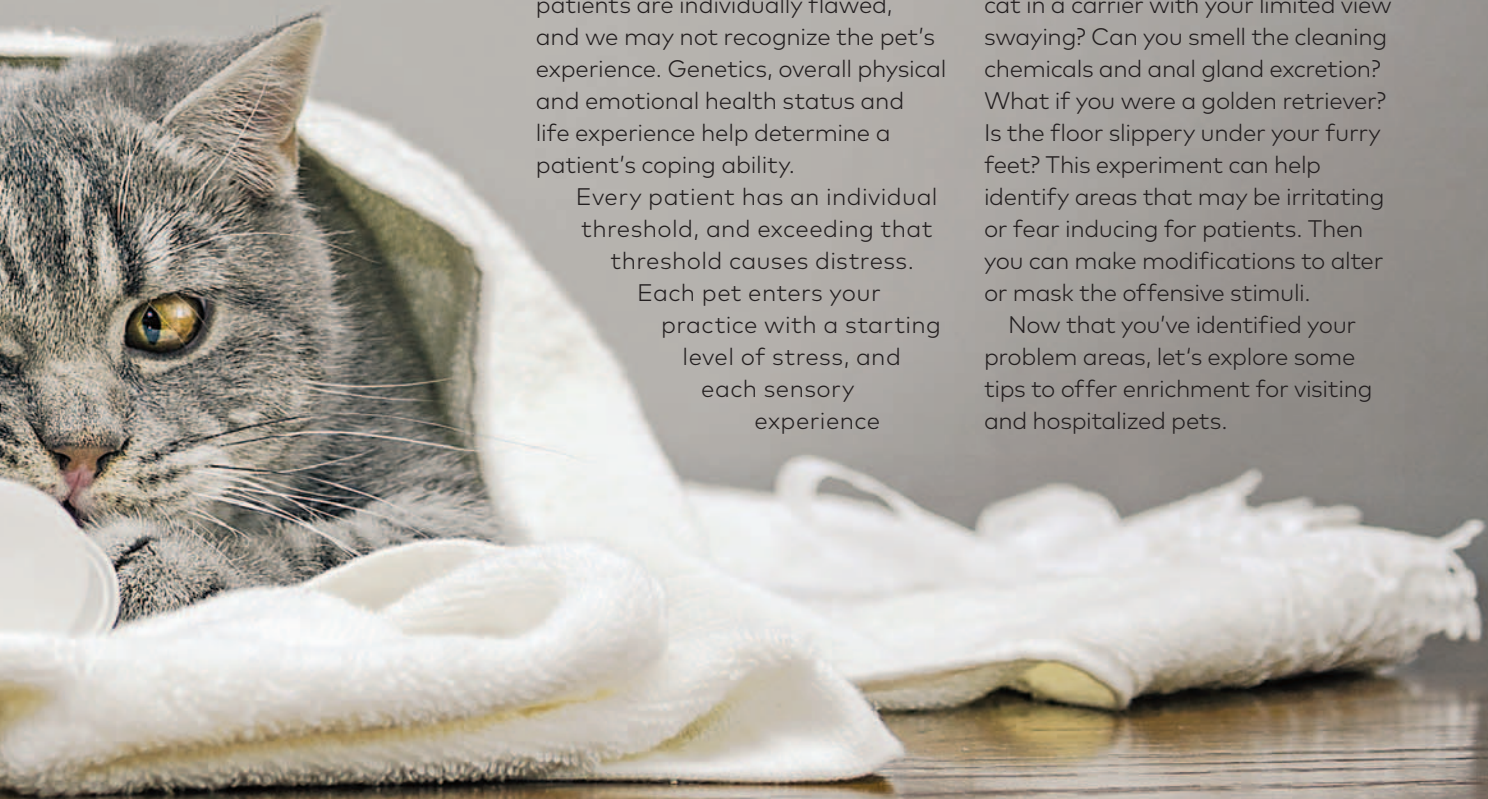 patients are individually flawed,
and we may not recognize the pet's
experience. Genetics, overall physical
and emotional health status and
life experience help determine a
patient's coping ability.
Every patient has an individual
threshold, and exceeding that
threshold causes distress.
Each pet enters your
practice with a starting
level of stress, and
each sensory
experience
cat in a carrier with your limited view
swaying? Can you smell the cleaning
chemicals and anal gland excretion?
What if you were a golden retriever?
Is the floor slippery under your furry
feet? This experiment can help
identify areas that may be irritating
or fear inducing for patients. Then
you can make modifications to alter
or mask the offensive stimuli.
Now that you've identified your
problem areas, let's explore some
tips to offer enrichment for visiting
and hospitalized pets.